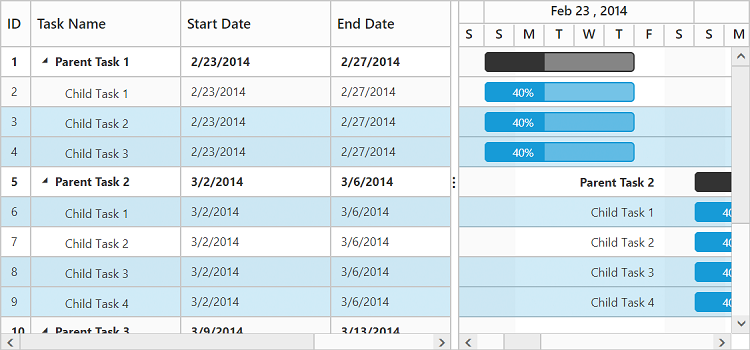 ID Task Name Start Date End Date
Feb 23 , 2014
S S M T W T F S S M
1 Parent Task 1 2/23/2014 2/27/2014
2 Child Task 1 2/23/2014 2/27/2014 40%
3 Child Task 2 2/23/2014 2/27/2014 40%
4 Child Task 3 2/23/2014 2/27/2014 40%
5 Parent Task 2 3/2/2014 3/6/2014 Parent Task 2
6 Child Task 1 3/2/2014 3/6/2014 Child Task 1 40
7 Child Task 2 3/2/2014 3/6/2014 Child Task 2 40
8 Child Task 3 3/2/2014 3/6/2014 Child Task 3 40
9 Child Task 4 3/2/2014 3/6/2014 Child Task 4 40
10 Parent Task 3 3/9/2014 3/13/2014